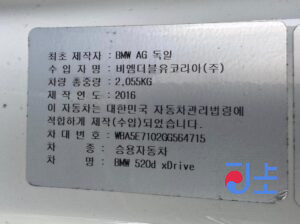 최초 제작자 : BMW AG 독일
수 입 자 명 : 비엠더블유코리아(주)
차량 총중량 : 2,055KG
제 작 연 도 : 2016
이 자동차는 대한민국 자동차관리법령에
적합하게 제작(수입)되었습니다.
차 대 번 호 : WBA5E7102GG564715
차 종 : 승용자동차
차 명 : BMW 520d xDrive